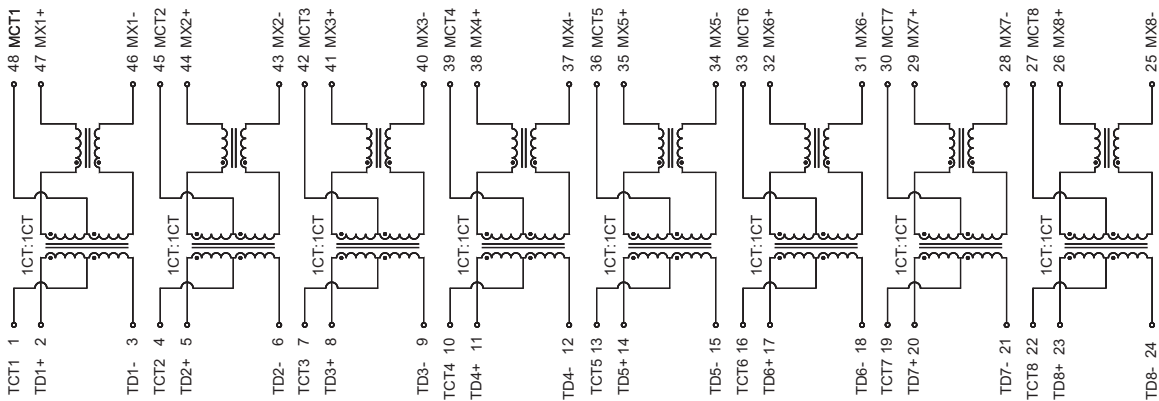 48 MCT1
47 MX1+
46 MX1-
45 MCT2
44 MX2+
43 MX2-
42 MCT3
41 MX3+
40 MX3-
39 MCT4
38 MX4+
37 MX4-
36 MCT5
35 MX5+
34 MX5-
33 MCT6
32 MX6+
31 MX6-
30 MCT7
29 MX7+
28 MX7-
27 MCT8
26 MX8+
25 MX8-
1CT:1CT
1CT:1CT
1CT:1CT
1CT:1CT
1CT:1CT
1CT:1CT
1CT:1CT
1CT:1CT
TCT1 1
TD1+ 2
TD1- 3
TCT2 4
TD2+ 5
TD2- 6
TCT3 7
TD3+ 8
TD3- 9
TCT4 10
TD4+ 11
TD4- 12
TCT5 13
TD5+ 14
TD5- 15
TCT6 16
TD6+ 17
TD6- 18
TCT7 19
TD7+ 20
TD7- 21
TCT8 22
TD8+ 23
TD8- 24